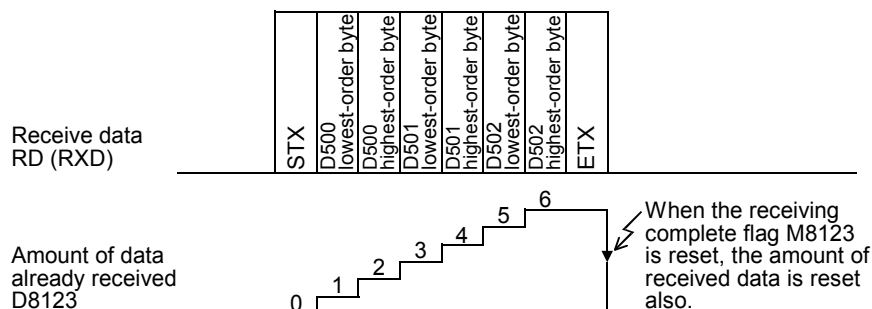 STX
D500
lowest-order byte
D500
highest-order byte
D501
lowest-order byte
D501
highest-order byte
D502
lowest-order byte
D502
highest-order byte
ETX
Receive data
RD (RXD)
0
1
2
3
4
5
6
Amount of data
already received
D8123
When the receiving
complete flag M8123
is reset, the amount of
received data is reset
also.